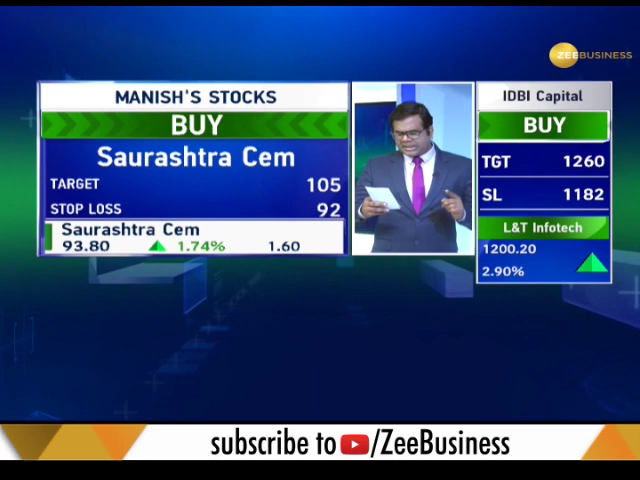 ZEEBUSINESS
MANISH'S STOCKS
BUY
Saurashtra Cem
TARGET 105
STOP LOSS 92
Saurashtra Cem
93.80 1.74% 1.60
IDBI Capital
BUY
TGT 1260
SL 1182
L&T Infotech
1200.20
2.90%
subscribe to /ZeeBusiness